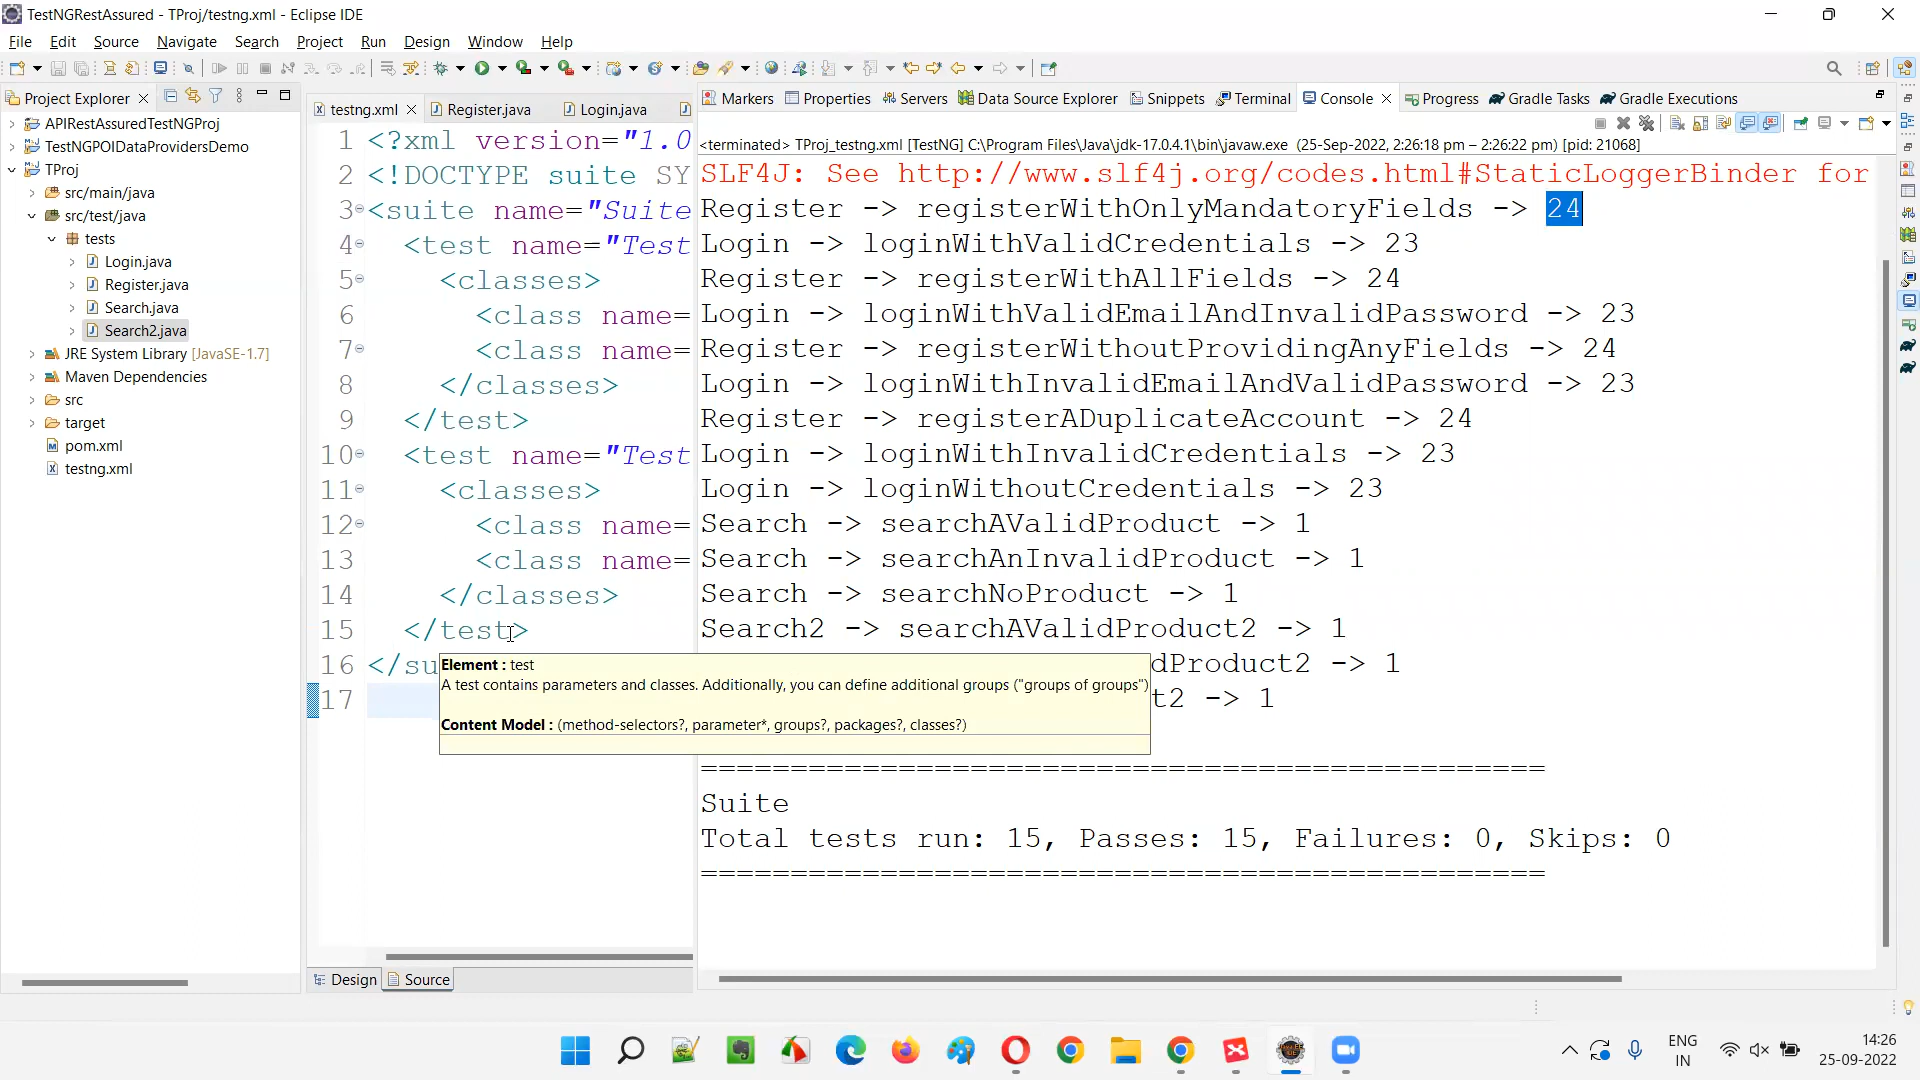 TestNGRestAssured - TProj/testng.xml - Eclipse IDE
File Edit Source Navigate Search Project Run Design Window Help
Project Explorer
APIRestAssuredTestNGProj
TestNGPOIDataProvidersDemo
TProj
src/main/java
src/test/java
tests
Login.java
Register.java
Search.java
Search2.java
JRE System Library [JavaSE-1.7]
Maven Dependencies
src
target
pom.xml
testng.xml
testng.xml Register.java Login.java
1 <?xml version="1.0
2 <!DOCTYPE suite SY
3 <suite name="Suite
4 <test name="Test
5 <classes>
6 <class name=
7 <class name=
8 </classes>
9 </test>
10 <test name="Test
11 <classes>
12 <class name=
13 <class name=
14 </classes>
15 </test>
16 </su
17
Element : test
A test contains parameters and classes. Additionally, you can define additional groups ("groups of groups")
Content Model : (method-selectors?, parameter*, groups?, packages?, classes?)
Design Source
Markers Properties Servers Data Source Explorer Snippets Terminal Console Progress Gradle Tasks Gradle Executions
<terminated> TProj_testng.xml [TestNG] C:\Program Files\Java\jdk-17.0.4.1\bin\javaw.exe (25-Sep-2022, 2:26:18 pm – 2:26:22 pm) [pid: 21068]
SLF4J: See http://www.slf4j.org/codes.html#StaticLoggerBinder for
Register -> registerWithOnlyMandatoryFields -> 24
Login -> loginWithValidCredentials -> 23
Register -> registerWithAllFields -> 24
Login -> loginWithValidEmailAndInvalidPassword -> 23
Register -> registerWithoutProvidingAnyFields -> 24
Login -> loginWithInvalidEmailAndValidPassword -> 23
Register -> registerADuplicateAccount -> 24
Login -> loginWithInvalidCredentials -> 23
Login -> loginWithoutCredentials -> 23
Search -> searchAValidProduct -> 1
Search -> searchAnInvalidProduct -> 1
Search -> searchNoProduct -> 1
Search2 -> searchAValidProduct2 -> 1
dProduct2 -> 1
t2 -> 1
===============================================
Suite
Total tests run: 15, Passes: 15, Failures: 0, Skips: 0
===============================================
ENG
IN
14:26
25-09-2022